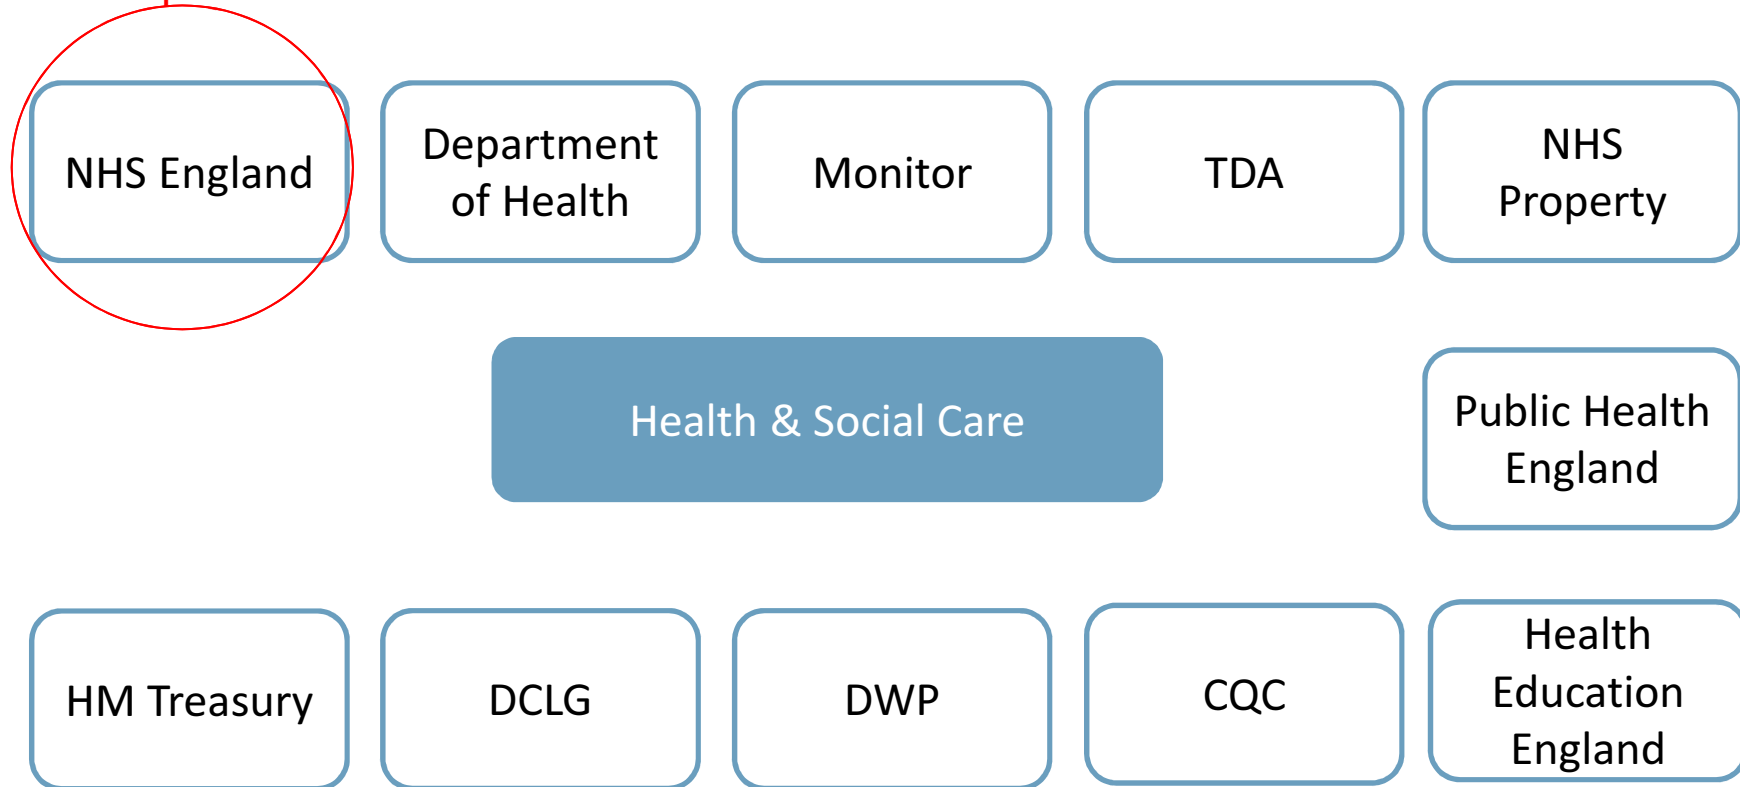 NHS England
Department
of Health
Monitor
TDA
NHS
Property
Health & Social Care
Public Health
England
HM Treasury
DCLG
DWP
CQC
Health
Education
England